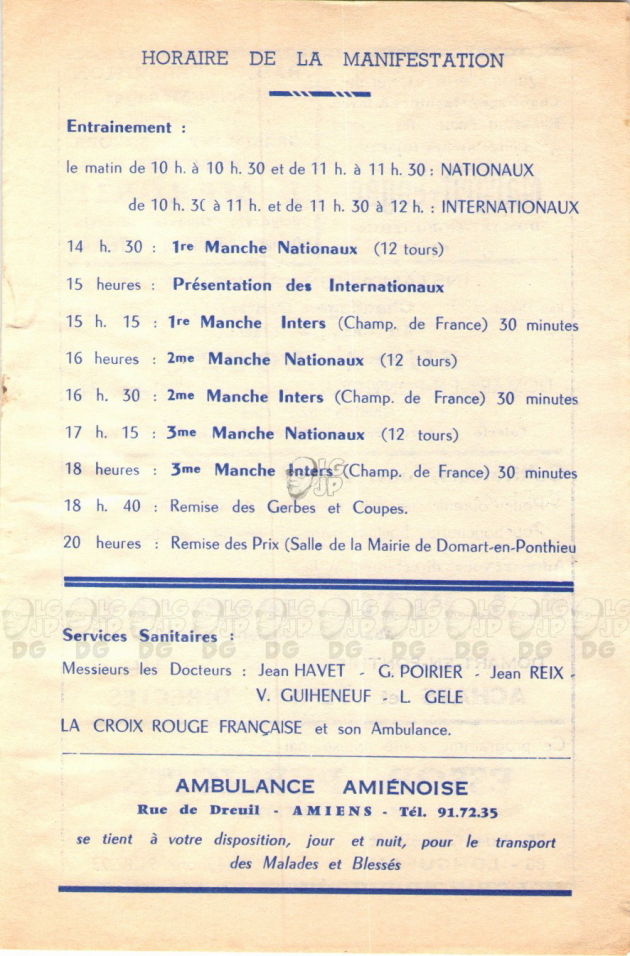 HORAIRE DE LA MANIFESTATION
Entrainement :
le matin de 10 h. à 10 h. 30 et de 11 h. à 11 h. 30 : NATIONAUX
de 10 h. 30 à 11 h. et de 11 h. 30 à 12 h. : INTERNATIONAUX
14 h. 30 : 1re Manche Nationaux (12 tours)
15 heures : Présentation des Internationaux
15 h. 15 : 1re Manche Inters (Champ. de France) 30 minutes
16 heures : 2me Manche Nationaux (12 tours)
16 h. 30 : 2me Manche Inters (Champ. de France) 30 minutes
17 h. 15 : 3me Manche Nationaux (12 tours)
18 heures : 3me Manche Inters (Champ. de France) 30 minutes
18 h. 40 : Remise des Gerbes et Coupes.
20 heures : Remise des Prix (Salle de la Mairie de Domart-en-Ponthieu
Services Sanitaires :
Messieurs les Docteurs : Jean HAVET - G. POIRIER - Jean REIX -
V. GUIHENEUF - L. GELE
LA CROIX ROUGE FRANÇAISE et son Ambulance.
AMBULANCE AMIÉNOISE
Rue de Dreuil - AMIENS - Tél. 91.72.35
se tient à votre disposition, jour et nuit, pour le transport
des Malades et Blessés